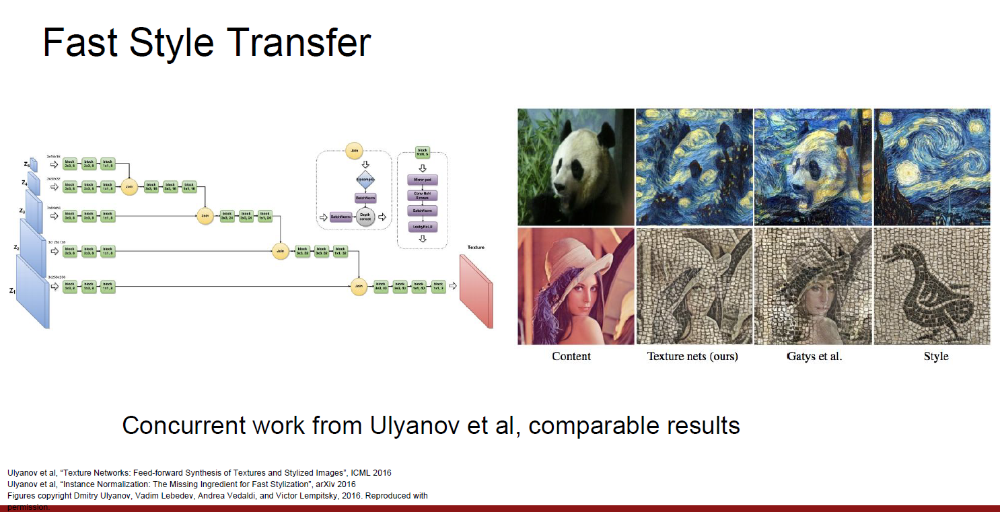 Fast Style Transfer
Z5
3x16x16
block 3x3, 8
block 3x3, 8
block 1x1, 8
Z4
3x32x32
block 3x3, 8
block 3x3, 8
block 1x1, 8
Join
block 3x3, 16
block 3x3, 16
block 1x1, 16
Z3
3x64x64
block 3x3, 8
block 3x3, 8
block 1x1, 8
Join
block 3x3, 24
block 3x3, 24
block 1x1, 24
Z2
3x128x128
block 3x3, 8
block 3x3, 8
block 1x1, 8
Join
block 3x3, 32
block 3x3, 32
block 1x1, 32
Z1
3x256x256
block 3x3, 8
block 3x3, 8
block 1x1, 8
Join
block 3x3, 40
block 3x3, 40
block 1x1, 40
block 1x1, 3
Texture
Join
Upsample
BatchNorm
BatchNorm
Depth concat
block NxN, S
Mirror pad
Conv NxN S maps
BatchNorm
LeakyReLU
Content
Texture nets (ours)
Gatys et al.
Style
Concurrent work from Ulyanov et al, comparable results
Ulyanov et al, “Texture Networks: Feed-forward Synthesis of Textures and Stylized Images”, ICML 2016
Ulyanov et al, “Instance Normalization: The Missing Ingredient for Fast Stylization”, arXiv 2016
Figures copyright Dmitry Ulyanov, Vadim Lebedev, Andrea Vedaldi, and Victor Lempitsky, 2016. Reproduced with
permission.